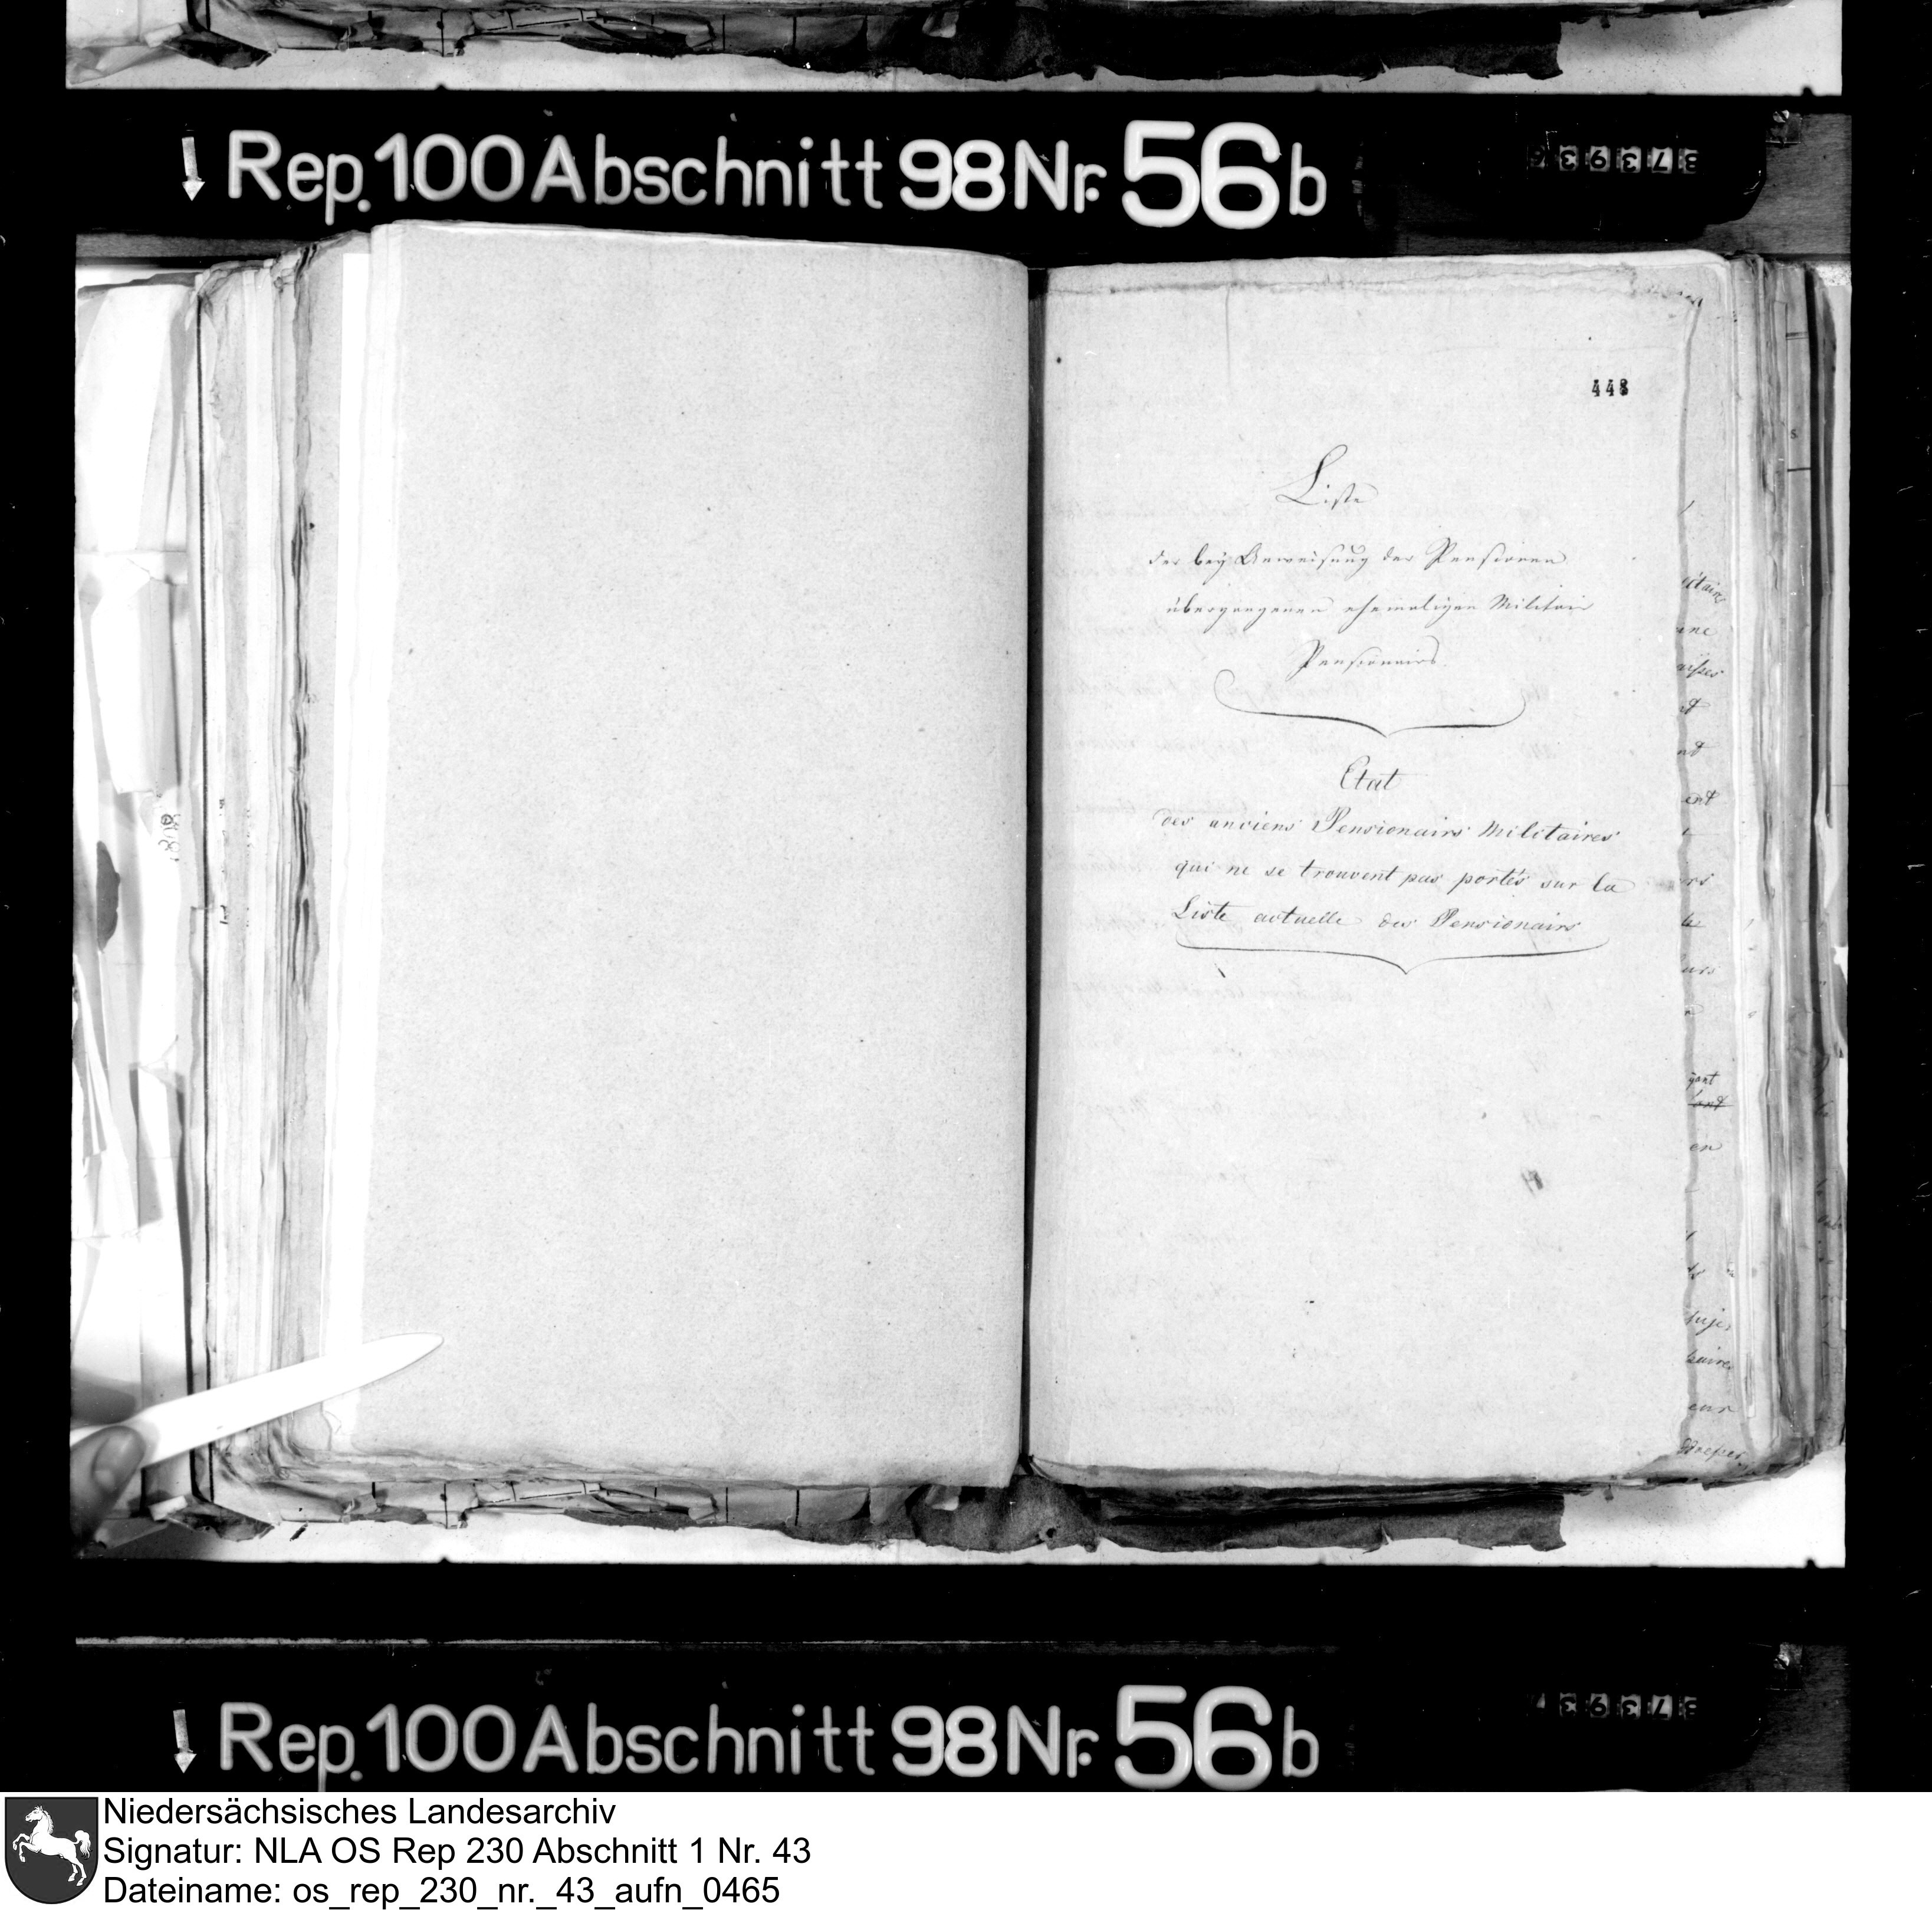 Rep. 100 Abschnitt 98 Nr. 56 b
448
Liste
der bey Anweisung der Pensionen
übergangenen ehemaligen Militair
Pensionairs.
Etat
des anciens Pensionairs Militaires
qui ne se trouvent pas portés sur la
Liste actuelle des Pensionairs
Rep. 100 Abschnitt 98 Nr. 56 b
Niedersächsisches Landesarchiv
Signatur: NLA OS Rep 230 Abschnitt 1 Nr. 43
Dateiname: os_rep_230_nr._43_aufn_0465